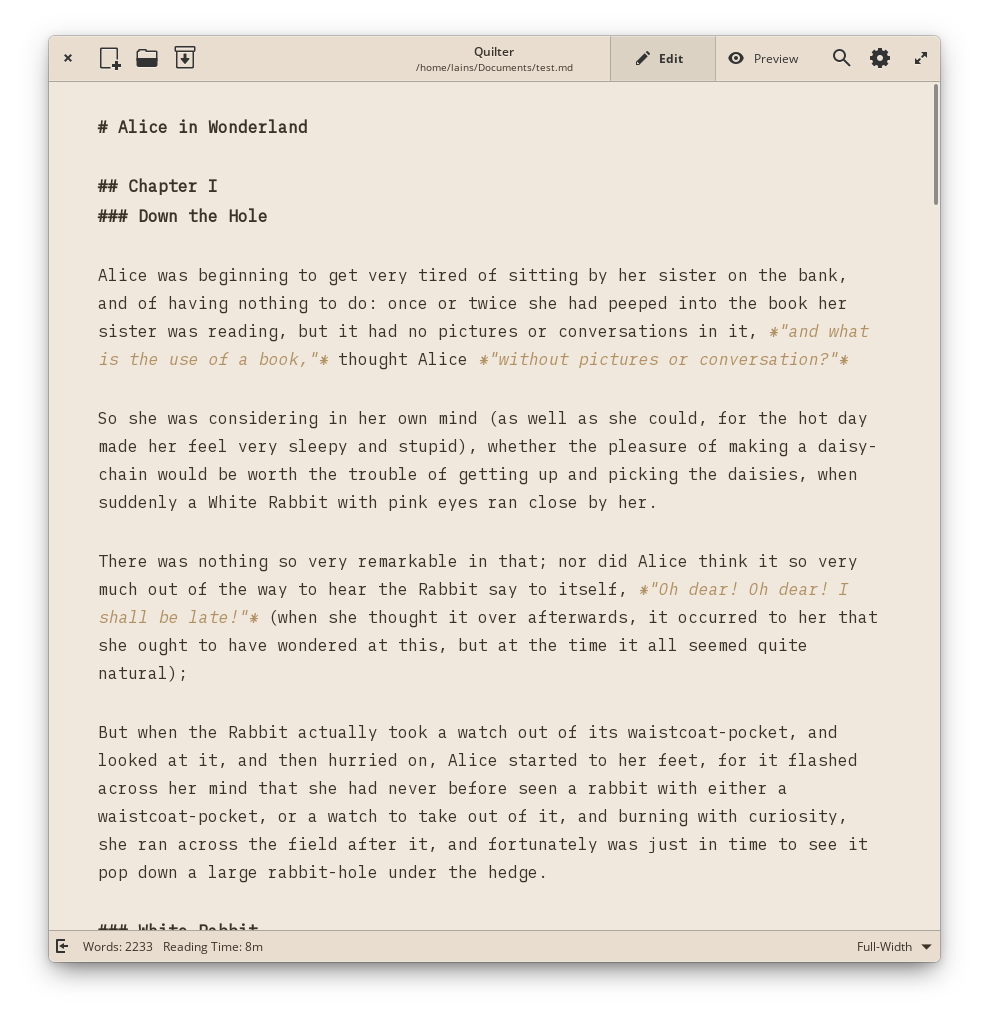 Quilter
/home/lains/Documents/test.md
Edit
Preview
# Alice in Wonderland
## Chapter I
### Down the Hole
Alice was beginning to get very tired of sitting by her sister on the bank,
and of having nothing to do: once or twice she had peeped into the book her
sister was reading, but it had no pictures or conversations in it, *"and what
is the use of a book,"* thought Alice *"without pictures or conversation?"*
So she was considering in her own mind (as well as she could, for the hot day
made her feel very sleepy and stupid), whether the pleasure of making a daisy-
chain would be worth the trouble of getting up and picking the daisies, when
suddenly a White Rabbit with pink eyes ran close by her.
There was nothing so very remarkable in that; nor did Alice think it so very
much out of the way to hear the Rabbit say to itself, *"Oh dear! Oh dear! I
shall be late!"* (when she thought it over afterwards, it occurred to her that
she ought to have wondered at this, but at the time it all seemed quite
natural);
But when the Rabbit actually took a watch out of its waistcoat-pocket, and
looked at it, and then hurried on, Alice started to her feet, for it flashed
across her mind that she had never before seen a rabbit with either a
waistcoat-pocket, or a watch to take out of it, and burning with curiosity,
she ran across the field after it, and fortunately was just in time to see it
pop down a large rabbit-hole under the hedge.
### White Rabbit
Words: 2233 Reading Time: 8m
Full-Width